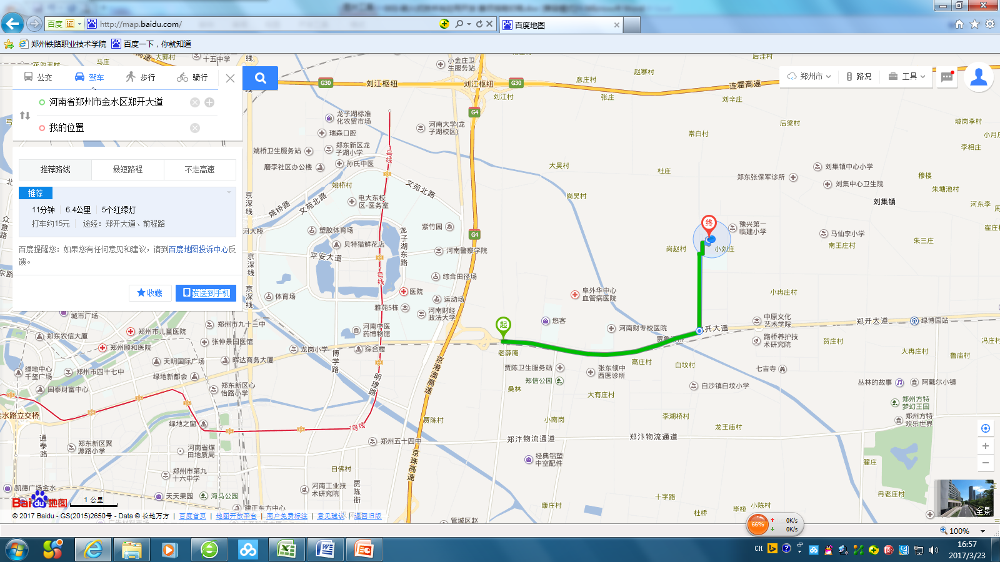 百度 证 http://map.baidu.com/
百度地图
郑州铁路职业技术学院 百度一下，你就知道
公交 驾车 步行 骑行
河南省郑州市金水区郑开大道
我的位置
推荐路线 最短路程 不走高速
推荐
11分钟 6.4公里 5个红绿灯
打车约15元 途经：郑开大道、前程路
百度提醒您：如果您有任何意见和建议，请到百度地图投诉中心反
馈。
收藏 发送到手机
郑州市 路况 工具
花沟王村
马庄
大郭村
十五中学
小金庄卫
生服务站
彦庄村
赵寨村
后洼村
G30 刘江枢纽 刘江枢纽 G30
连霍高速
刘江村
张庄
刘辛庄
G4
龙子湖标准
化农贸市场
河南大学(龙
子湖校区)
瑞森口腔
常白村
后梁村
坡岗李村
小月庄
李相庄
姚桥卫生服务站
郑东新区龙
子湖小学
1号线
磨李社区办公楼
孙氏中医
大吴村
杜庄
刘集镇中心小学
郑东张保军诊所
刘集中心卫生院
穆楼
朱塘池村
姚桥村
文苑北路
文苑北路
姚桥路
电大东校
区-医务室
岗吴村
刘集镇
河东李
京深线
众意路
河大桥
塑胶体育场
龙子湖东路
紫竹园
G4
终
豫兴第一
临建小学
马仙李小学
南王庄村
朱三庄
崔庄村
贝特猫鲜花店
平安大道
河南警察学院
岗赵村
小刘庄
京深线
1号线
综合田径场
体育场
医院
运动场
阜外华中心
血管病医院
小冉庄村
京深线
雅苑5栋
河南财经
政法大学
起
悠客
河南财专校医院
郑开大道
中原文化
艺术学院
郑开大道
绿博园站
城市广场
郑州市九十三中
郑州市儿童医院
郑东农信大厦
张仲景国医馆
郑州颐和医院
河南中医
药博物馆
龙岗小学
综合楼
老薛庵
路桥养护技
术研究院
贺庄村
冯庄村
大冉庄村
鲁庙村
天明国际广场
晖达商务大厦
博学路
京港澳高速
贾陈卫生服务站
张东领中
西医诊所
高庄村
白坟村
七吉寺
绿地中心
千玺广场
郑州四十七中
绿地新都会
明理路
郑信公园
桑林
大有庄村
白沙镇白坟小学
丛林的故事
阿戴尔小镇
国泰财富中心
郑东新区心
怡路小学
郑州方特
梦幻王国
金水路立交桥
绿地之窗
1号线
贾陈村
小南岗
李湖桥村
龙王庙村
郑州方特
欢乐世界
郑汴物流通道
郑汴物流通道
通泰路
郑东新区聚
源路小学
河南省煤
田地质局
郑州五十四中
京珠高速
经典铝塑
中空配件
瞿庄
郑州市第九
十六中学
白佛村
河南工业技
术研究院
贾陈街
凯德广场金水
天天果园
海马公园
建正东方中心
康庄村
十字路
杜桥
毕桥
小陈村
冉老庄村
管城区赵
Bai du 地图
1 公里
全景
© 2017 Baidu - GS(2015)2650号 - Data © 长地万方 | 百度首页 | 地图开放平台 | 商户免费标注 | 意见建议 | 返回旧版
66% 0K/s
0K/s
100%
CH
16:57
2017/3/23